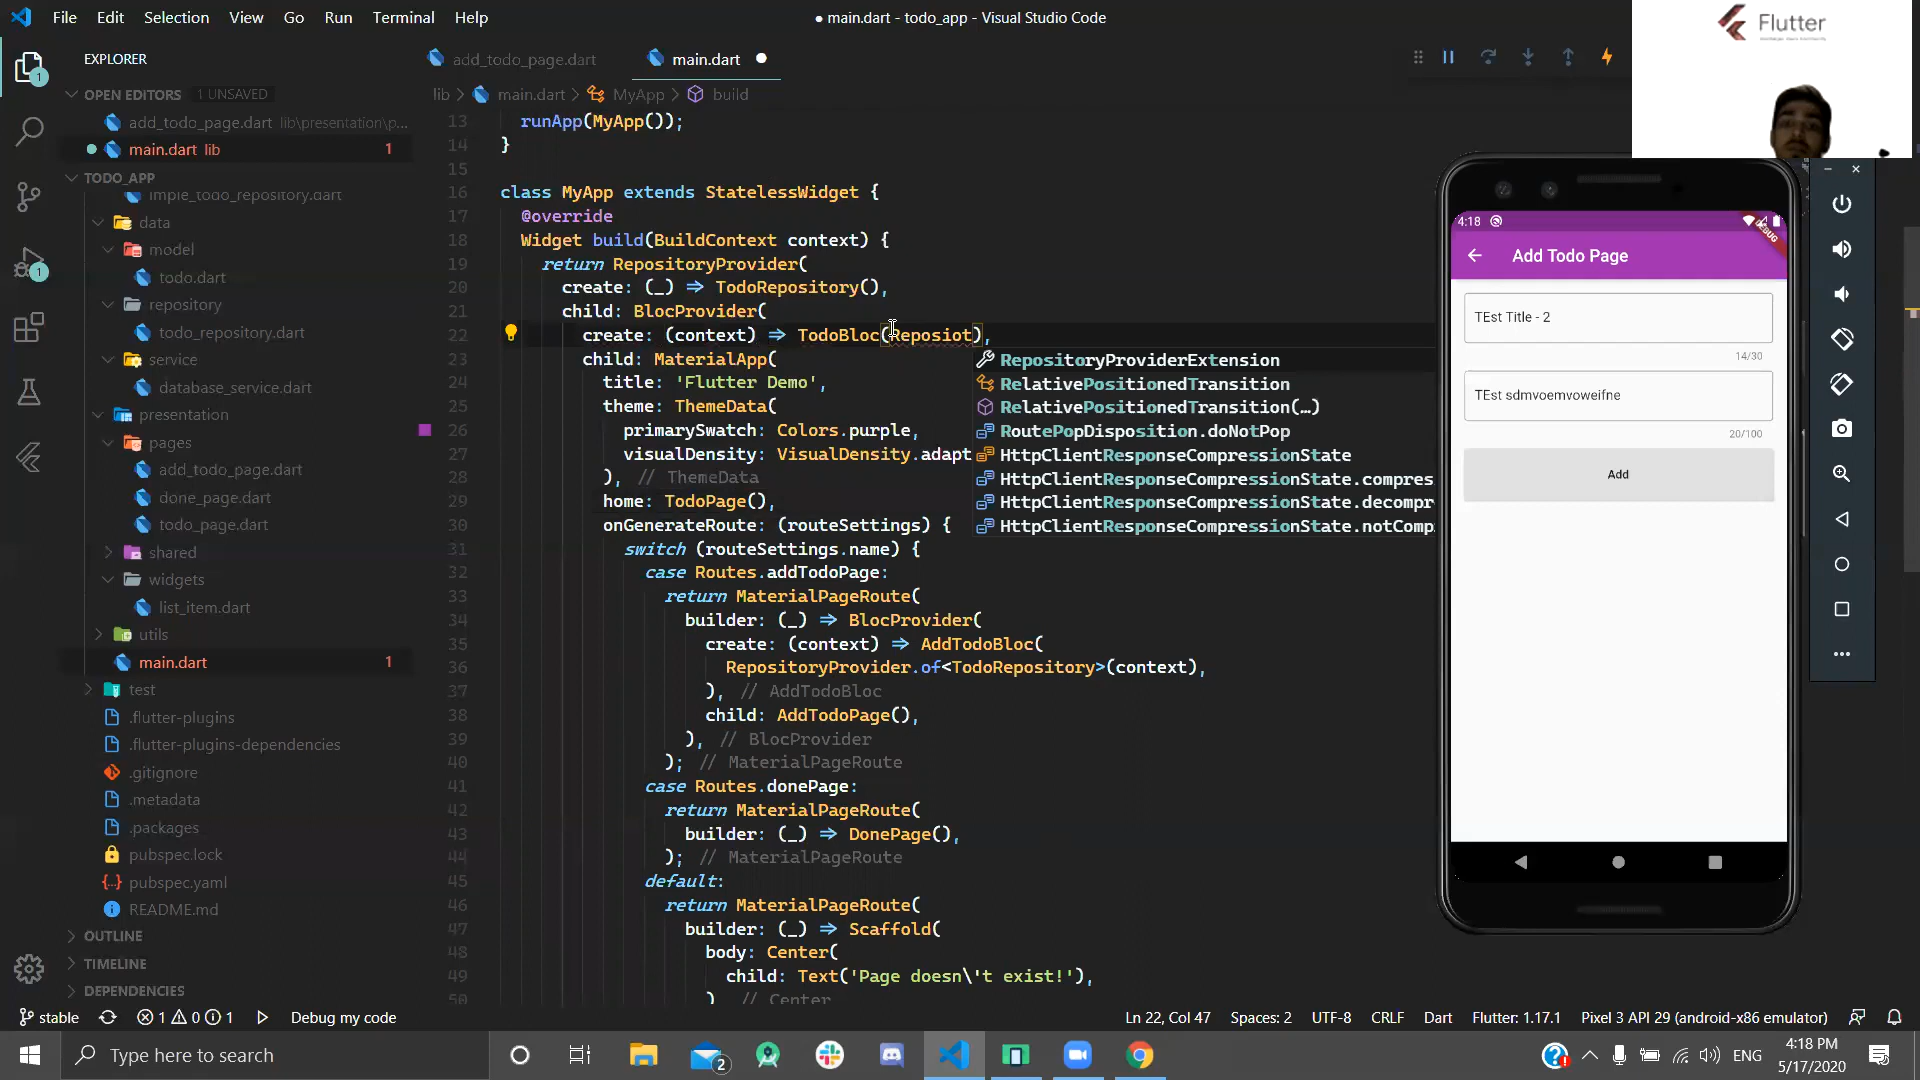 File Edit Selection View Go Run Terminal Help
● main.dart - todo_app - Visual Studio Code
Flutter
EXPLORER
OPEN EDITORS 1 UNSAVED
add_todo_page.dart lib\presentation\p...
main.dart lib 1
TODO_APP
imple_todo_repository.dart
data
model
todo.dart
repository
todo_repository.dart
service
database_service.dart
presentation
pages
add_todo_page.dart
done_page.dart
todo_page.dart
shared
widgets
list_item.dart
utils
main.dart 1
test
.flutter-plugins
.flutter-plugins-dependencies
.gitignore
.metadata
.packages
pubspec.lock
pubspec.yaml
README.md
OUTLINE
TIMELINE
DEPENDENCIES
1
1
add_todo_page.dart
main.dart ●
lib > main.dart > MyApp > build
13 runApp(MyApp());
14 }
15
16 class MyApp extends StatelessWidget {
17 @override
18 Widget build(BuildContext context) {
19 return RepositoryProvider(
20 create: (_) => TodoRepository(),
21 child: BlocProvider(
22 create: (context) => TodoBloc(Reposiot),
23 child: MaterialApp(
24 title: 'Flutter Demo',
25 theme: ThemeData(
26 primarySwatch: Colors.purple,
27 visualDensity: VisualDensity.adapt
28 ), // ThemeData
29 home: TodoPage(),
30 onGenerateRoute: (routeSettings) {
31 switch (routeSettings.name) {
32 case Routes.addTodoPage:
33 return MaterialPageRoute(
34 builder: (_) => BlocProvider(
35 create: (context) => AddTodoBloc(
36 RepositoryProvider.of<TodoRepository>(context),
37 ), // AddTodoBloc
38 child: AddTodoPage(),
39 ), // BlocProvider
40 ); // MaterialPageRoute
41 case Routes.donePage:
42 return MaterialPageRoute(
43 builder: (_) => DonePage(),
44 ); // MaterialPageRoute
45 default:
46 return MaterialPageRoute(
47 builder: (_) => Scaffold(
48 body: Center(
49 child: Text('Page doesn\'t exist!'),
50 ) // Center
RepositoryProviderExtension
RelativePositionedTransition
RelativePositionedTransition(…)
RoutePopDisposition.doNotPop
HttpClientResponseCompressionState
HttpClientResponseCompressionState.compres
HttpClientResponseCompressionState.decompr
HttpClientResponseCompressionState.notComp
4:18
DEBUG
Add Todo Page
TEst Title - 2
14/30
TEst sdmvoemvoweifne
20/100
Add
stable 1 0 1 Debug my code
Ln 22, Col 47 Spaces: 2 UTF-8 CRLF Dart Flutter: 1.17.1 Pixel 3 API 29 (android-x86 emulator)
Type here to search
2
ENG
4:18 PM
5/17/2020